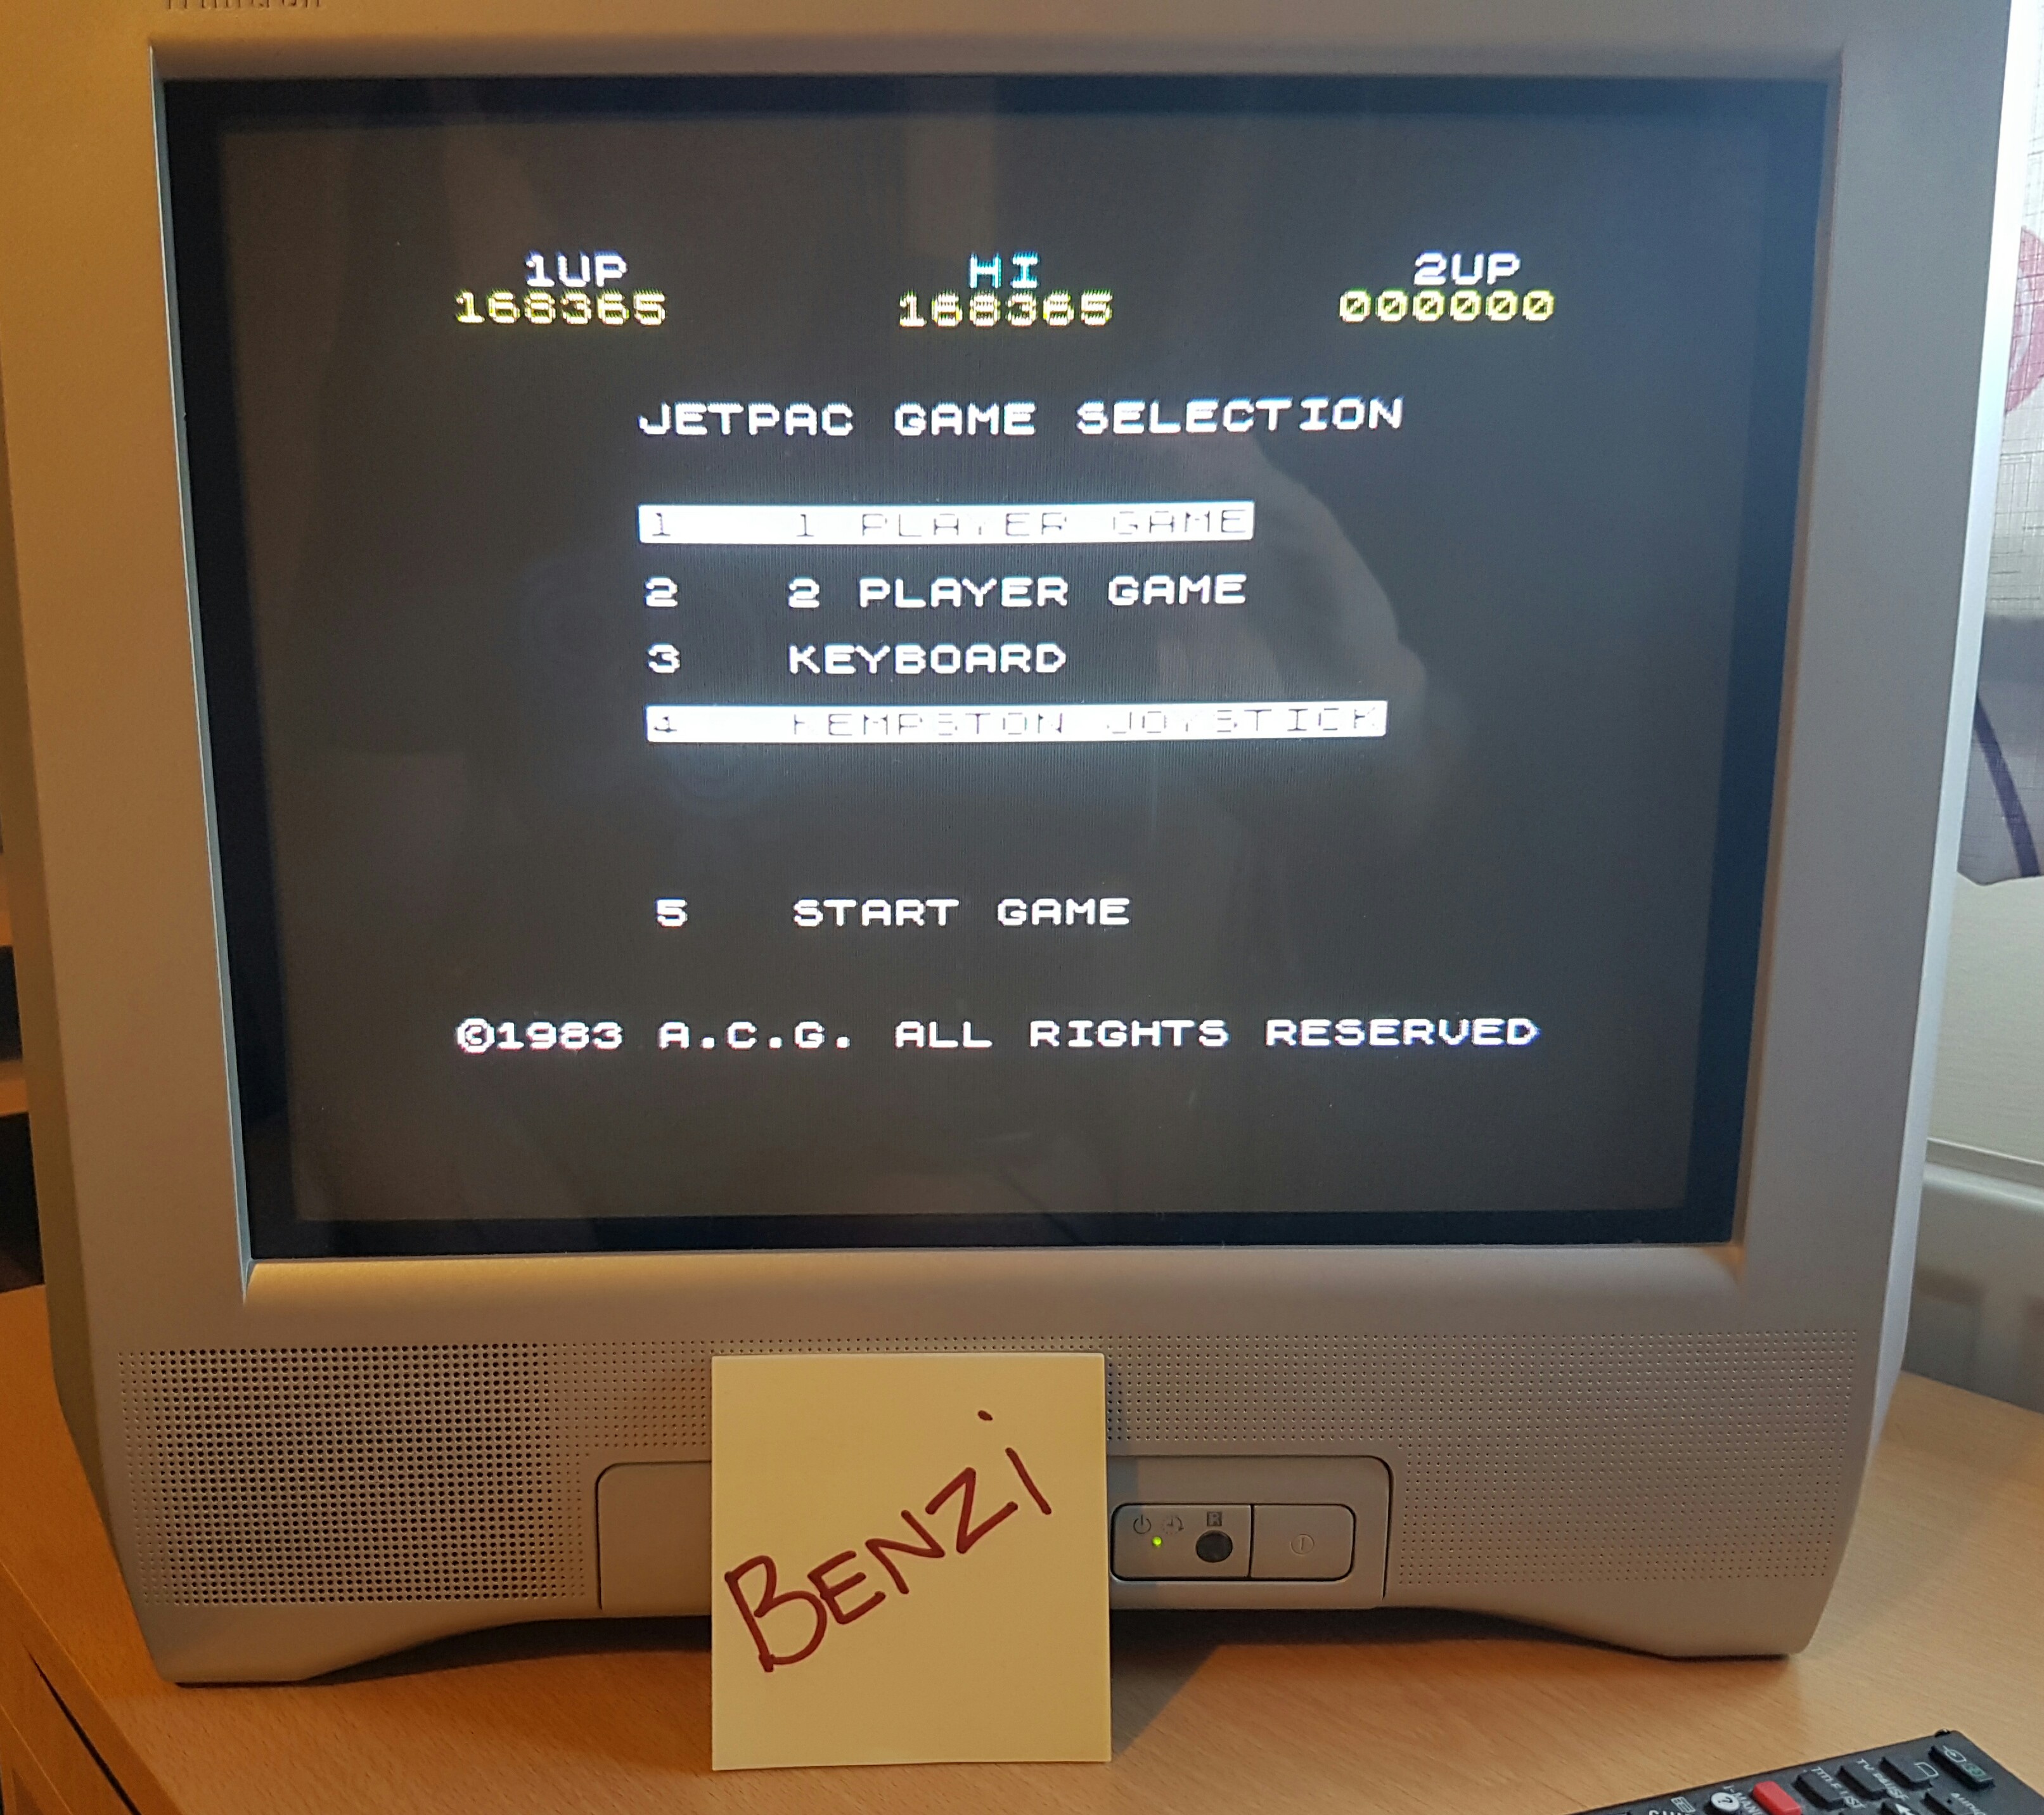 1UP HI 2UP
168365 168365 000000
JETPAC GAME SELECTION
1 1 PLAYER GAME
2 2 PLAYER GAME
3 KEYBOARD
4 KEMPSTON JOYSTICK
5 START GAME
©1983 A.C.G. ALL RIGHTS RESERVED
BENZi
R